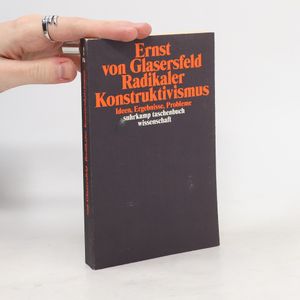 Ernst
von Glasersfeld
Radikaler
Konstruktivismus
Ideen, Ergebnisse, Probleme
suhrkamp taschenbuch
wissenschaft